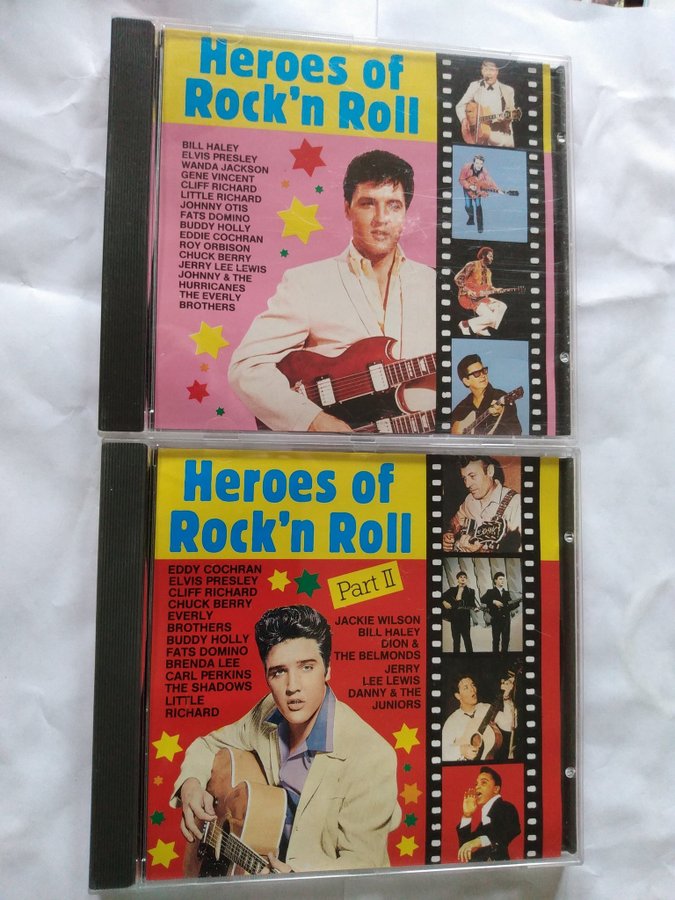 Heroes of
Rock'n Roll
BILL HALEY
ELVIS PRESLEY
WANDA JACKSON
GENE VINCENT
CLIFF RICHARD
LITTLE RICHARD
JOHNNY OTIS
FATS DOMINO
BUDDY HOLLY
EDDIE COCHRAN
ROY ORBISON
CHUCK BERRY
JERRY LEE LEWIS
JOHNNY & THE
HURRICANES
THE EVERLY
BROTHERS
Heroes of
Rock'n Roll
Part II
EDDY COCHRAN
ELVIS PRESLEY
CLIFF RICHARD
CHUCK BERRY
EVERLY
BROTHERS
BUDDY HOLLY
FATS DOMINO
BRENDA LEE
CARL PERKINS
THE SHADOWS
LITTLE
RICHARD
JACKIE WILSON
BILL HALEY
DION &
THE BELMONDS
JERRY
LEE LEWIS
DANNY & THE
JUNIORS